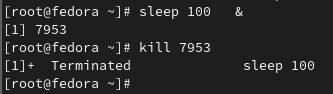 [root@fedora ~]# sleep 100   &
[1] 7953
[root@fedora ~]# kill 7953
[1]+  Terminated              sleep 100
[root@fedora ~]#